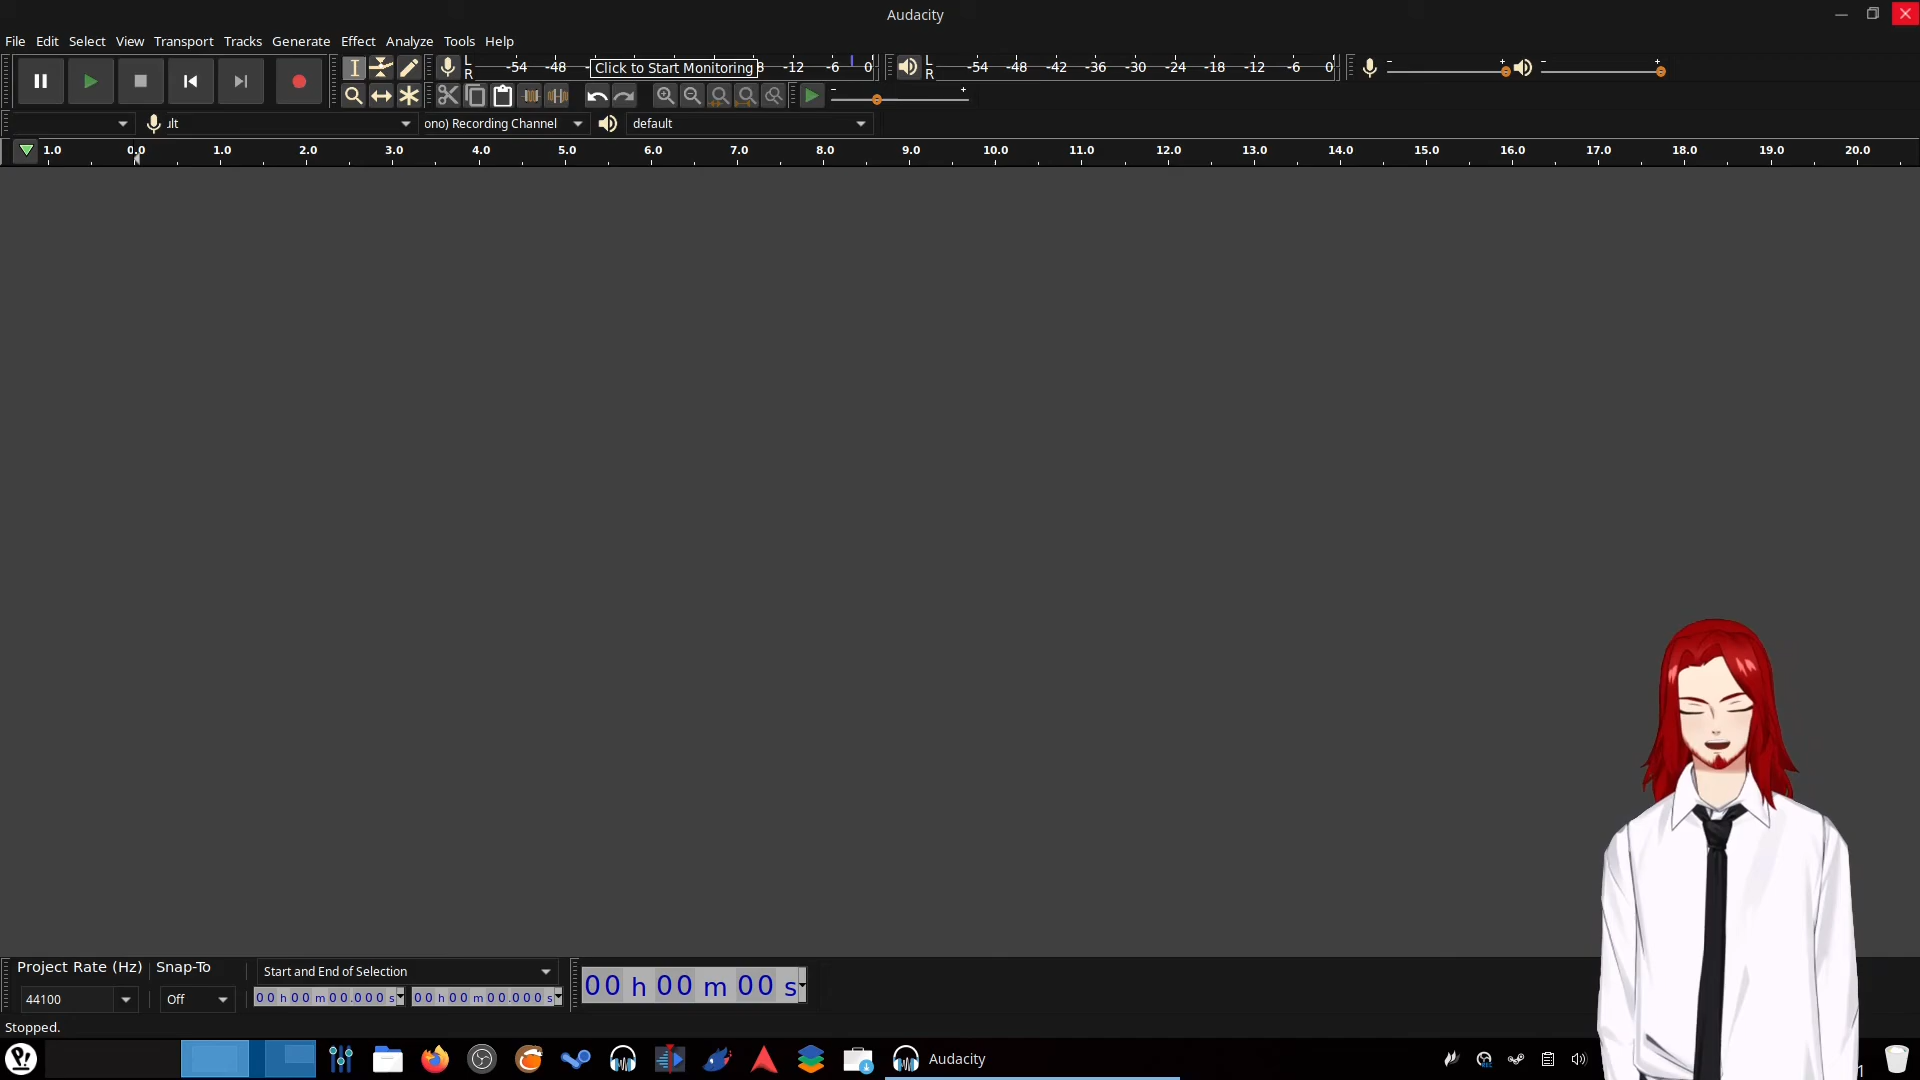 Audacity
File Edit Select View Transport Tracks Generate Effect Analyze Tools Help
L -54 -48 Click to Start Monitoring 8 -12 -6 0 L -54 -48 -42 -36 -30 -24 -18 -12 -6 0 - + - +
R R
- +
ult ono) Recording Channel default
1.0 0.0 1.0 2.0 3.0 4.0 5.0 6.0 7.0 8.0 9.0 10.0 11.0 12.0 13.0 14.0 15.0 16.0 17.0 18.0 19.0 20.0
Project Rate (Hz) Snap-To Start and End of Selection
44100 Off 00 h 00 m 00.000 s 00 h 00 m 00.000 s 00 h 00 m 00 s
Stopped.
Audacity
1